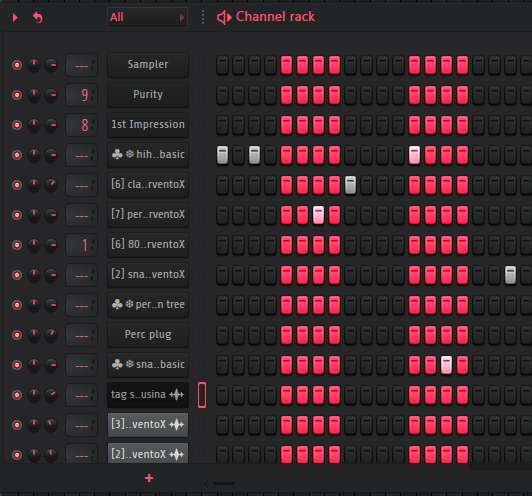 All
Channel rack
--- Sampler
9 Purity
8 1st Impression
--- hih..basic
--- [6] cla..rventoX
--- [7] per..rventoX
1 [6] 80..rventoX
--- [2] sna..ventoX
--- per..n tree
--- Perc plug
--- sna..basic
--- tag s..usina
--- [3]..ventoX
--- [2]..ventoX
+